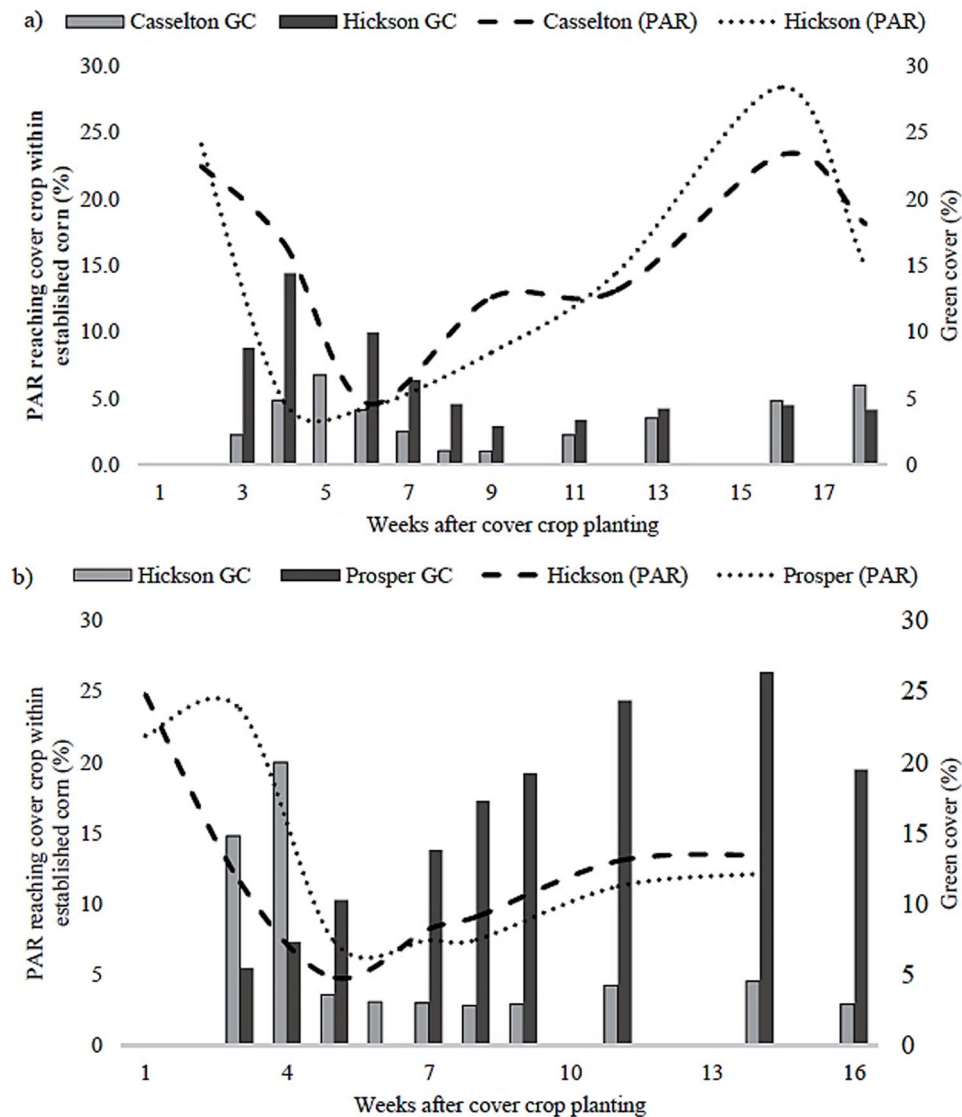 a) Casselton GC Hickson GC Casselton (PAR) Hickson (PAR)
30.0 30
25.0 25
20.0 20
15.0 15
10.0 10
5.0 5
0.0 0
PAR reaching cover crop within
established corn (%)
Green cover (%)
1 3 5 7 9 11 13 15 17
Weeks after cover crop planting
b) Hickson GC Prosper GC Hickson (PAR) Prosper (PAR)
30 30
25 25
20 20
15 15
10 10
5 5
0 0
PAR reaching cover crop within
established corn (%)
Green cover (%)
1 4 7 10 13 16
Weeks after cover crop planting